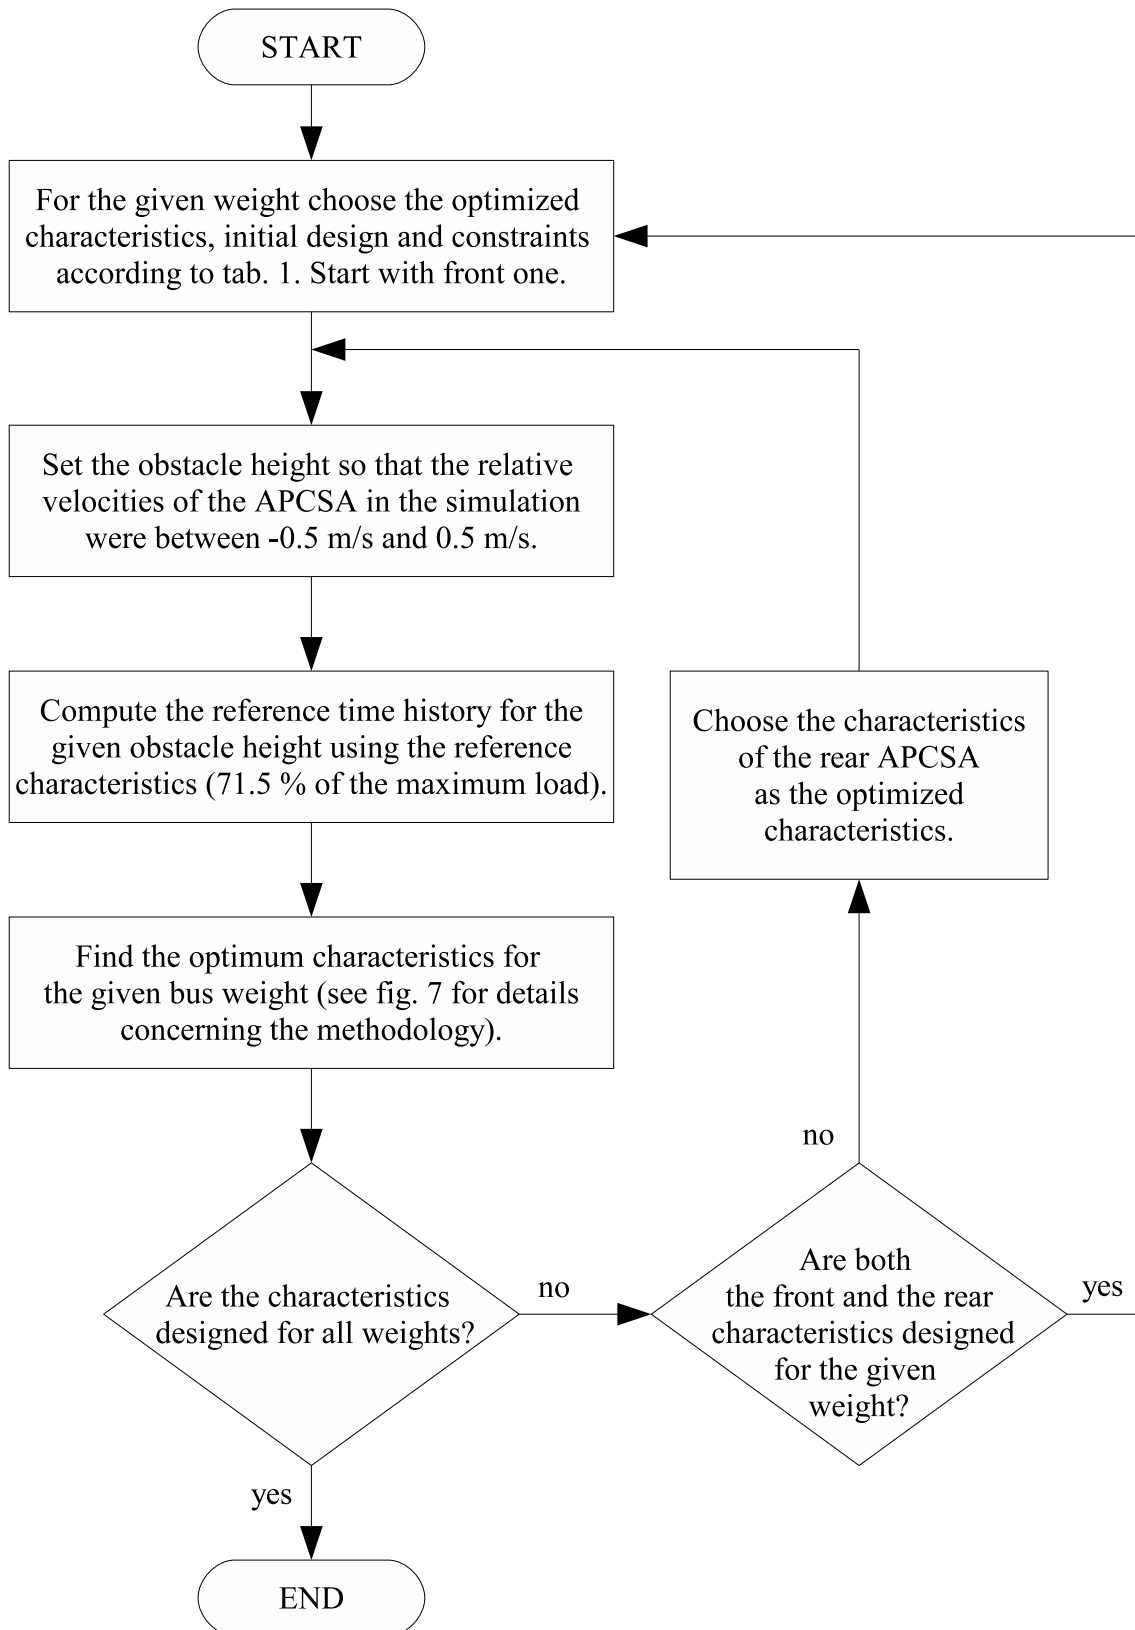 START
For the given weight choose the optimized
characteristics, initial design and constraints
according to tab. 1. Start with front one.
Set the obstacle height so that the relative
velocities of the APCSA in the simulation
were between -0.5 m/s and 0.5 m/s.
Compute the reference time history for the
given obstacle height using the reference
characteristics (71.5 % of the maximum load).
Choose the characteristics
of the rear APCSA
as the optimized
characteristics.
Find the optimum characteristics for
the given bus weight (see fig. 7 for details
concerning the methodology).
no
Are the characteristics
designed for all weights?
no
Are both
the front and the rear
characteristics designed
for the given
weight?
yes
yes
END